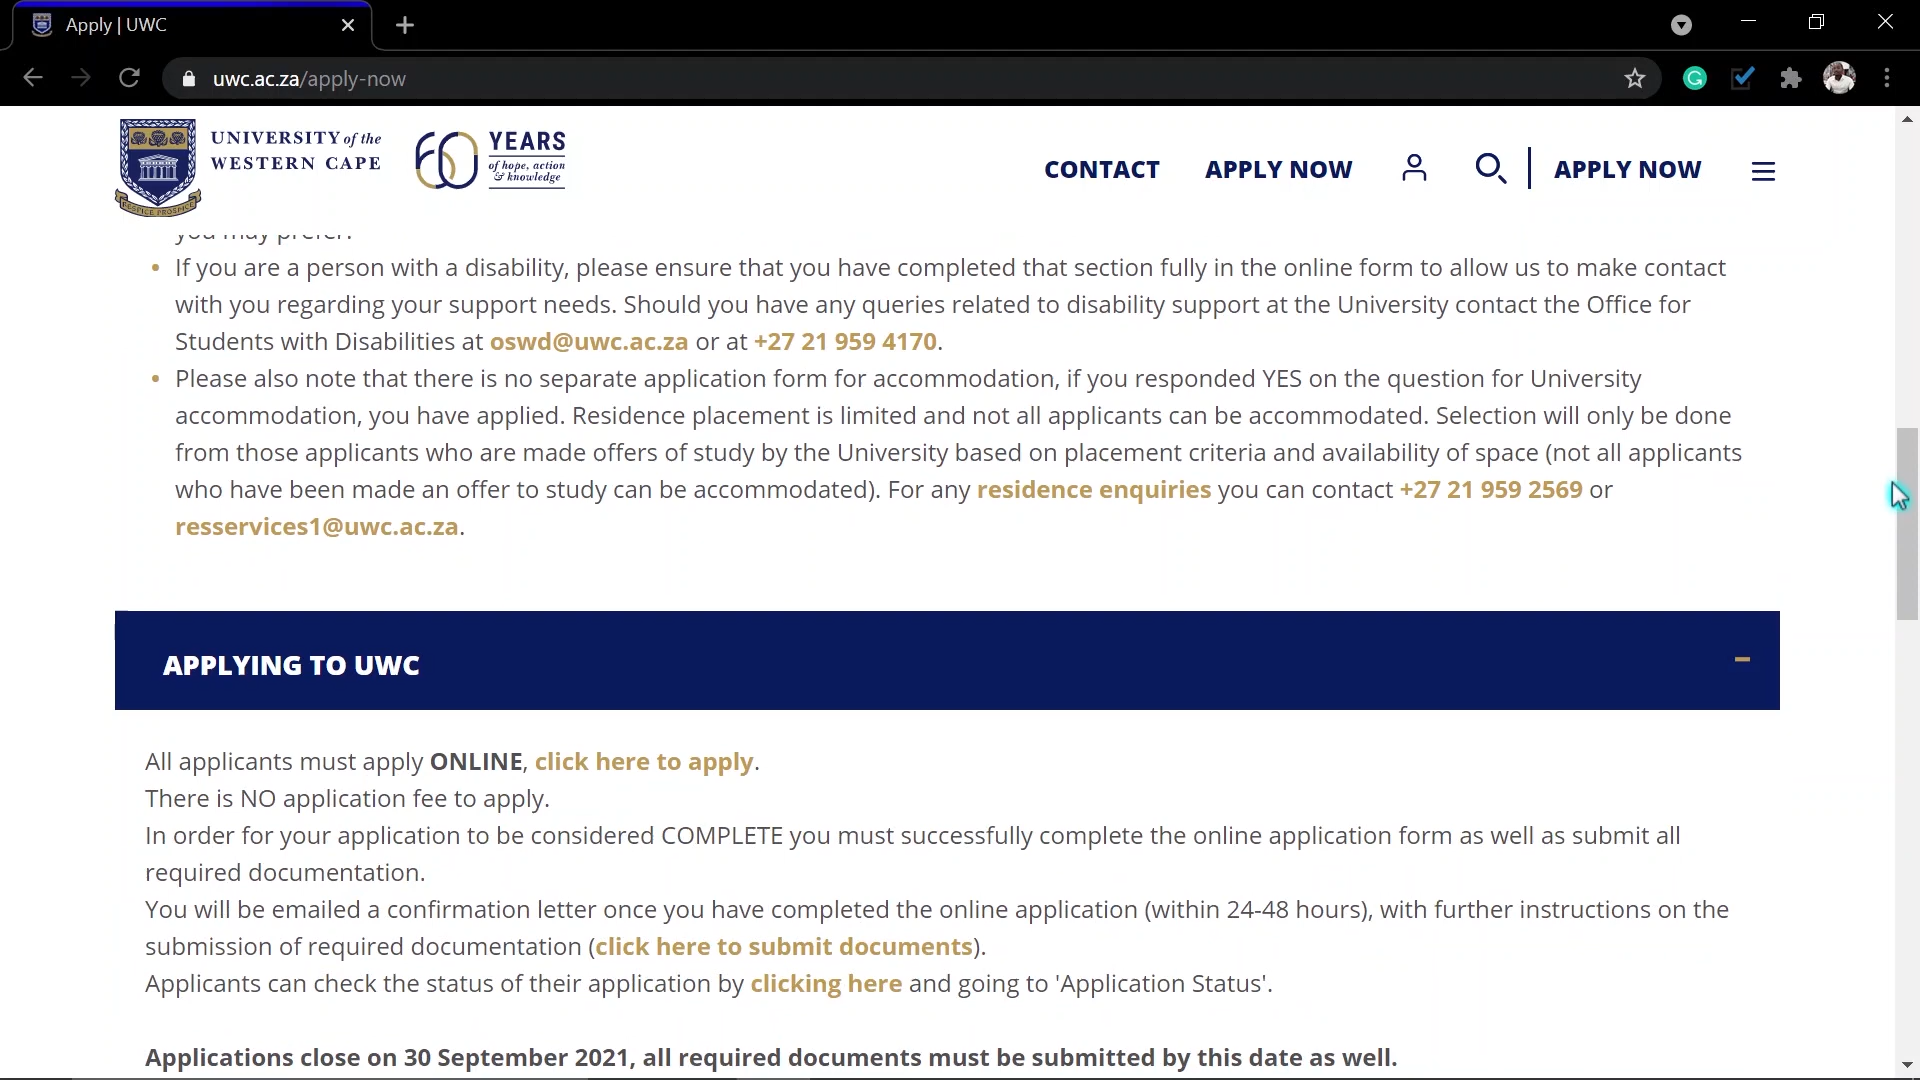 Apply | UWC
uwc.ac.za/apply-now
UNIVERSITY of the
WESTERN CAPE
RESPICE PROSPICE
60 YEARS
of hope, action
& knowledge
CONTACT
APPLY NOW
APPLY NOW
you may prefer.
• If you are a person with a disability, please ensure that you have completed that section fully in the online form to allow us to make contact
with you regarding your support needs. Should you have any queries related to disability support at the University contact the Office for
Students with Disabilities at oswd@uwc.ac.za or at +27 21 959 4170.
• Please also note that there is no separate application form for accommodation, if you responded YES on the question for University
accommodation, you have applied. Residence placement is limited and not all applicants can be accommodated. Selection will only be done
from those applicants who are made offers of study by the University based on placement criteria and availability of space (not all applicants
who have been made an offer to study can be accommodated). For any residence enquiries you can contact +27 21 959 2569 or
resservices1@uwc.ac.za.
APPLYING TO UWC
All applicants must apply ONLINE, click here to apply.
There is NO application fee to apply.
In order for your application to be considered COMPLETE you must successfully complete the online application form as well as submit all
required documentation.
You will be emailed a confirmation letter once you have completed the online application (within 24-48 hours), with further instructions on the
submission of required documentation (click here to submit documents).
Applicants can check the status of their application by clicking here and going to 'Application Status'.
Applications close on 30 September 2021, all required documents must be submitted by this date as well.